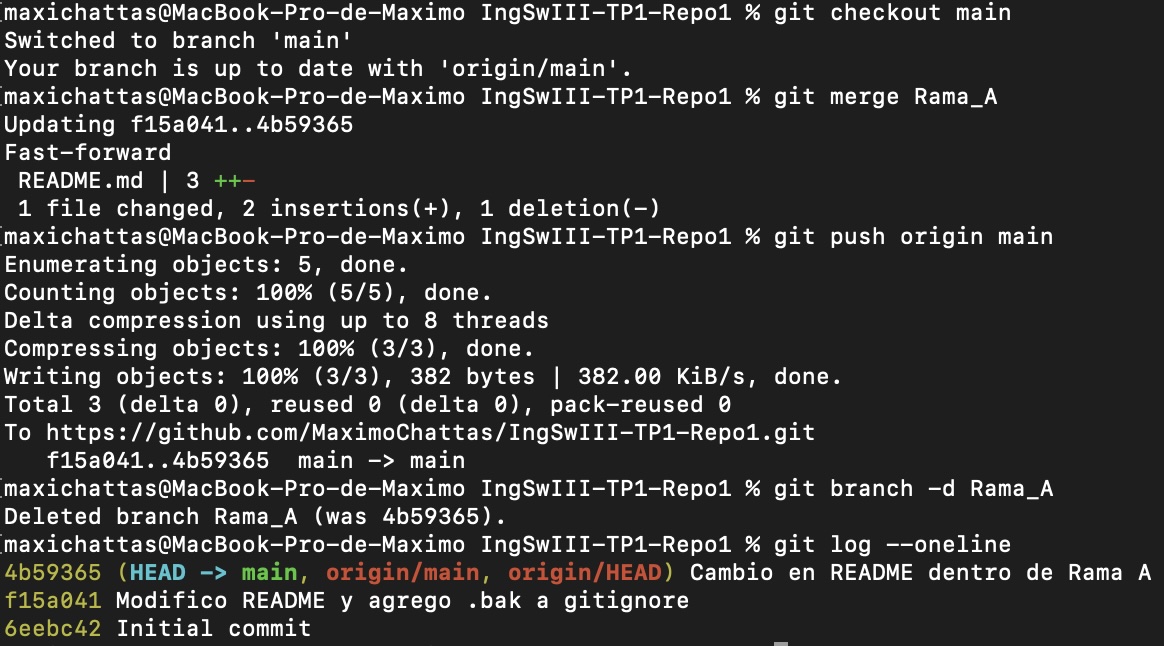 maxichattas@MacBook-Pro-de-Maximo IngSwIII-TP1-Repo1 % git checkout main
Switched to branch 'main'
Your branch is up to date with 'origin/main'.
maxichattas@MacBook-Pro-de-Maximo IngSwIII-TP1-Repo1 % git merge Rama_A
Updating f15a041..4b59365
Fast-forward
 README.md | 3 ++-
 1 file changed, 2 insertions(+), 1 deletion(-)
maxichattas@MacBook-Pro-de-Maximo IngSwIII-TP1-Repo1 % git push origin main
Enumerating objects: 5, done.
Counting objects: 100% (5/5), done.
Delta compression using up to 8 threads
Compressing objects: 100% (3/3), done.
Writing objects: 100% (3/3), 382 bytes | 382.00 KiB/s, done.
Total 3 (delta 0), reused 0 (delta 0), pack-reused 0
To https://github.com/MaximoChattas/IngSwIII-TP1-Repo1.git
   f15a041..4b59365  main -> main
maxichattas@MacBook-Pro-de-Maximo IngSwIII-TP1-Repo1 % git branch -d Rama_A
Deleted branch Rama_A (was 4b59365).
maxichattas@MacBook-Pro-de-Maximo IngSwIII-TP1-Repo1 % git log --oneline
4b59365 (HEAD -> main, origin/main, origin/HEAD) Cambio en README dentro de Rama A
f15a041 Modifico README y agrego .bak a gitignore
6eebc42 Initial commit